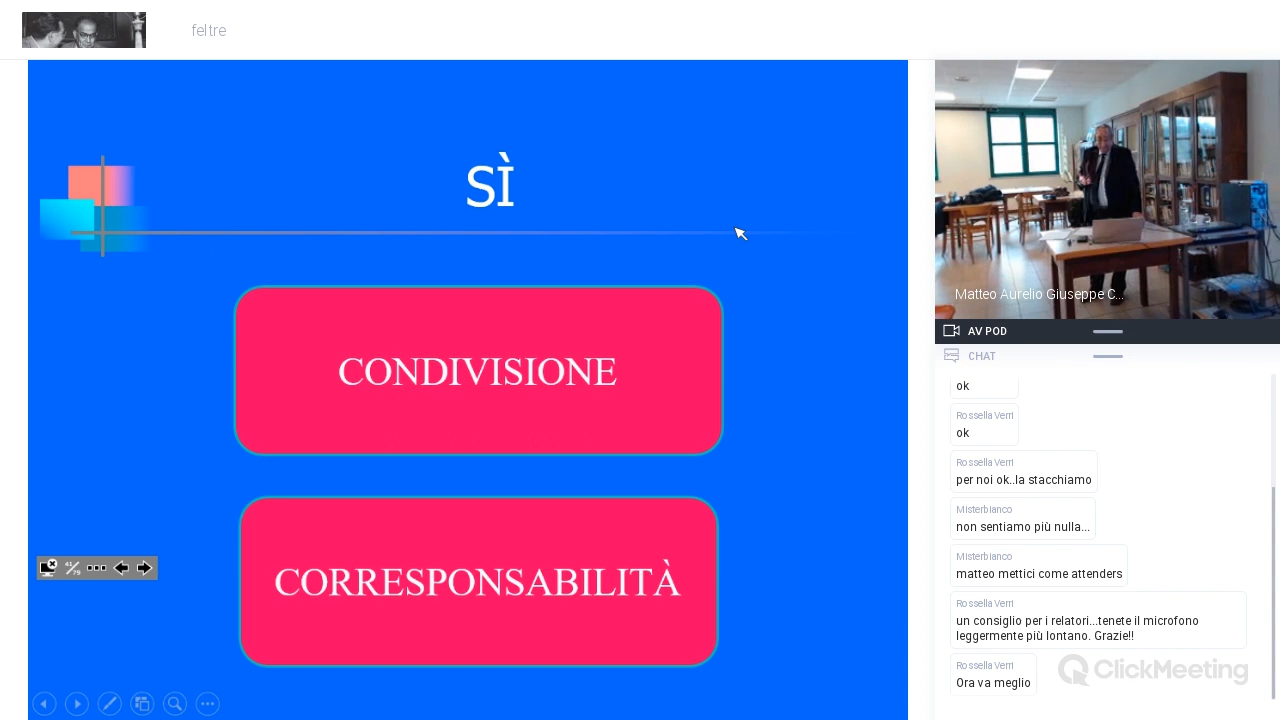 feltre
SÌ
CONDIVISIONE
CORRESPONSABILITÀ
41/79
Matteo Aurelio Giuseppe C...
AV POD
CHAT
ok
Rossella Verri
ok
Rossella Verri
per noi ok..la stacchiamo
Misterbianco
non sentiamo più nulla...
Misterbianco
matteo mettici come attenders
Rossella Verri
un consiglio per i relatori...tenete il microfono
leggermente più lontano. Grazie!!
Rossella Verri
Ora va meglio
ClickMeeting